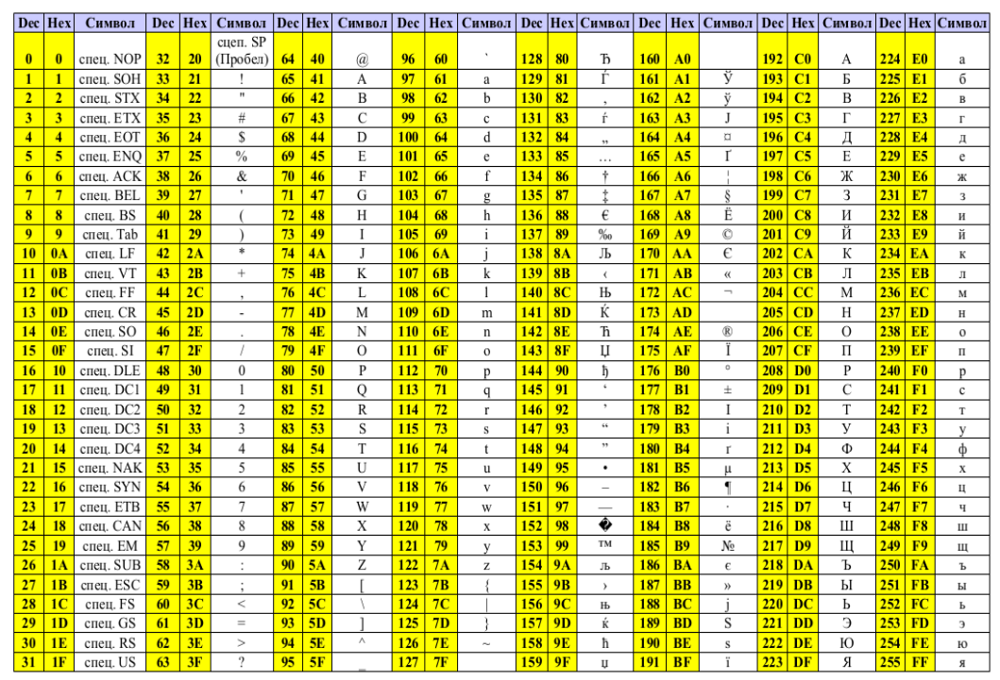 Dec Hex Символ Dec Hex Символ Dec Hex Символ Dec Hex Символ Dec Hex Символ Dec Hex Символ Dec Hex Символ Dec Hex Символ
0 0 спец. NOP 32 20 сцеп. SP (Пробел) 64 40 @ 96 60 ` 128 80 Ђ 160 A0 192 C0 А 224 E0 а
1 1 спец. SOH 33 21 ! 65 41 A 97 61 a 129 81 Ѓ 161 A1 Ў 193 C1 Б 225 E1 б
2 2 спец. STX 34 22 " 66 42 B 98 62 b 130 82 ‚ 162 A2 ў 194 C2 В 226 E2 в
3 3 спец. ETX 35 23 # 67 43 C 99 63 c 131 83 ѓ 163 A3 Ј 195 C3 Г 227 E3 г
4 4 спец. EOT 36 24 $ 68 44 D 100 64 d 132 84 „ 164 A4 ¤ 196 C4 Д 228 E4 д
5 5 спец. ENQ 37 25 % 69 45 E 101 65 e 133 85 … 165 A5 Ґ 197 C5 Е 229 E5 е
6 6 спец. ACK 38 26 & 70 46 F 102 66 f 134 86 † 166 A6 ¦ 198 C6 Ж 230 E6 ж
7 7 спец. BEL 39 27 ' 71 47 G 103 67 g 135 87 ‡ 167 A7 § 199 C7 З 231 E7 з
8 8 спец. BS 40 28 ( 72 48 H 104 68 h 136 88 € 168 A8 Ё 200 C8 И 232 E8 и
9 9 спец. Tab 41 29 ) 73 49 I 105 69 i 137 89 ‰ 169 A9 © 201 C9 Й 233 E9 й
10 0A спец. LF 42 2A * 74 4A J 106 6A j 138 8A Љ 170 AA Є 202 CA К 234 EA к
11 0B спец. VT 43 2B + 75 4B K 107 6B k 139 8B ‹ 171 AB « 203 CB Л 235 EB л
12 0C спец. FF 44 2C , 76 4C L 108 6C l 140 8C Њ 172 AC ¬ 204 CC М 236 EC м
13 0D спец. CR 45 2D - 77 4D M 109 6D m 141 8D Ќ 173 AD 205 CD Н 237 ED н
14 0E спец. SO 46 2E . 78 4E N 110 6E n 142 8E Ћ 174 AE ® 206 CE О 238 EE о
15 0F спец. SI 47 2F / 79 4F O 111 6F o 143 8F Џ 175 AF Ї 207 CF П 239 EF п
16 10 спец. DLE 48 30 0 80 50 P 112 70 p 144 90 ђ 176 B0 ° 208 D0 Р 240 F0 р
17 11 спец. DC1 49 31 1 81 51 Q 113 71 q 145 91 ‘ 177 B1 ± 209 D1 С 241 F1 с
18 12 спец. DC2 50 32 2 82 52 R 114 72 r 146 92 ’ 178 B2 І 210 D2 Т 242 F2 т
19 13 спец. DC3 51 33 3 83 53 S 115 73 s 147 93 “ 179 B3 і 211 D3 У 243 F3 у
20 14 спец. DC4 52 34 4 84 54 T 116 74 t 148 94 ” 180 B4 ґ 212 D4 Ф 244 F4 ф
21 15 спец. NAK 53 35 5 85 55 U 117 75 u 149 95 • 181 B5 µ 213 D5 Х 245 F5 х
22 16 спец. SYN 54 36 6 86 56 V 118 76 v 150 96 – 182 B6 ¶ 214 D6 Ц 246 F6 ц
23 17 спец. ETB 55 37 7 87 57 W 119 77 w 151 97 — 183 B7 · 215 D7 Ч 247 F7 ч
24 18 спец. CAN 56 38 8 88 58 X 120 78 x 152 98 � 184 B8 ё 216 D8 Ш 248 F8 ш
25 19 спец. EM 57 39 9 89 59 Y 121 79 y 153 99 ™ 185 B9 № 217 D9 Щ 249 F9 щ
26 1A спец. SUB 58 3A : 90 5A Z 122 7A z 154 9A љ 186 BA є 218 DA Ъ 250 FA ъ
27 1B спец. ESC 59 3B ; 91 5B [ 123 7B { 155 9B › 187 BB » 219 DB Ы 251 FB ы
28 1C спец. FS 60 3C < 92 5C \ 124 7C | 156 9C њ 188 BC ј 220 DC Ь 252 FC ь
29 1D спец. GS 61 3D = 93 5D ] 125 7D } 157 9D ќ 189 BD Ѕ 221 DD Э 253 FD э
30 1E спец. RS 62 3E > 94 5E ^ 126 7E ~ 158 9E ћ 190 BE ѕ 222 DE Ю 254 FE ю
31 1F спец. US 63 3F ? 95 5F _ 127 7F 159 9F џ 191 BF ї 223 DF Я 255 FF я